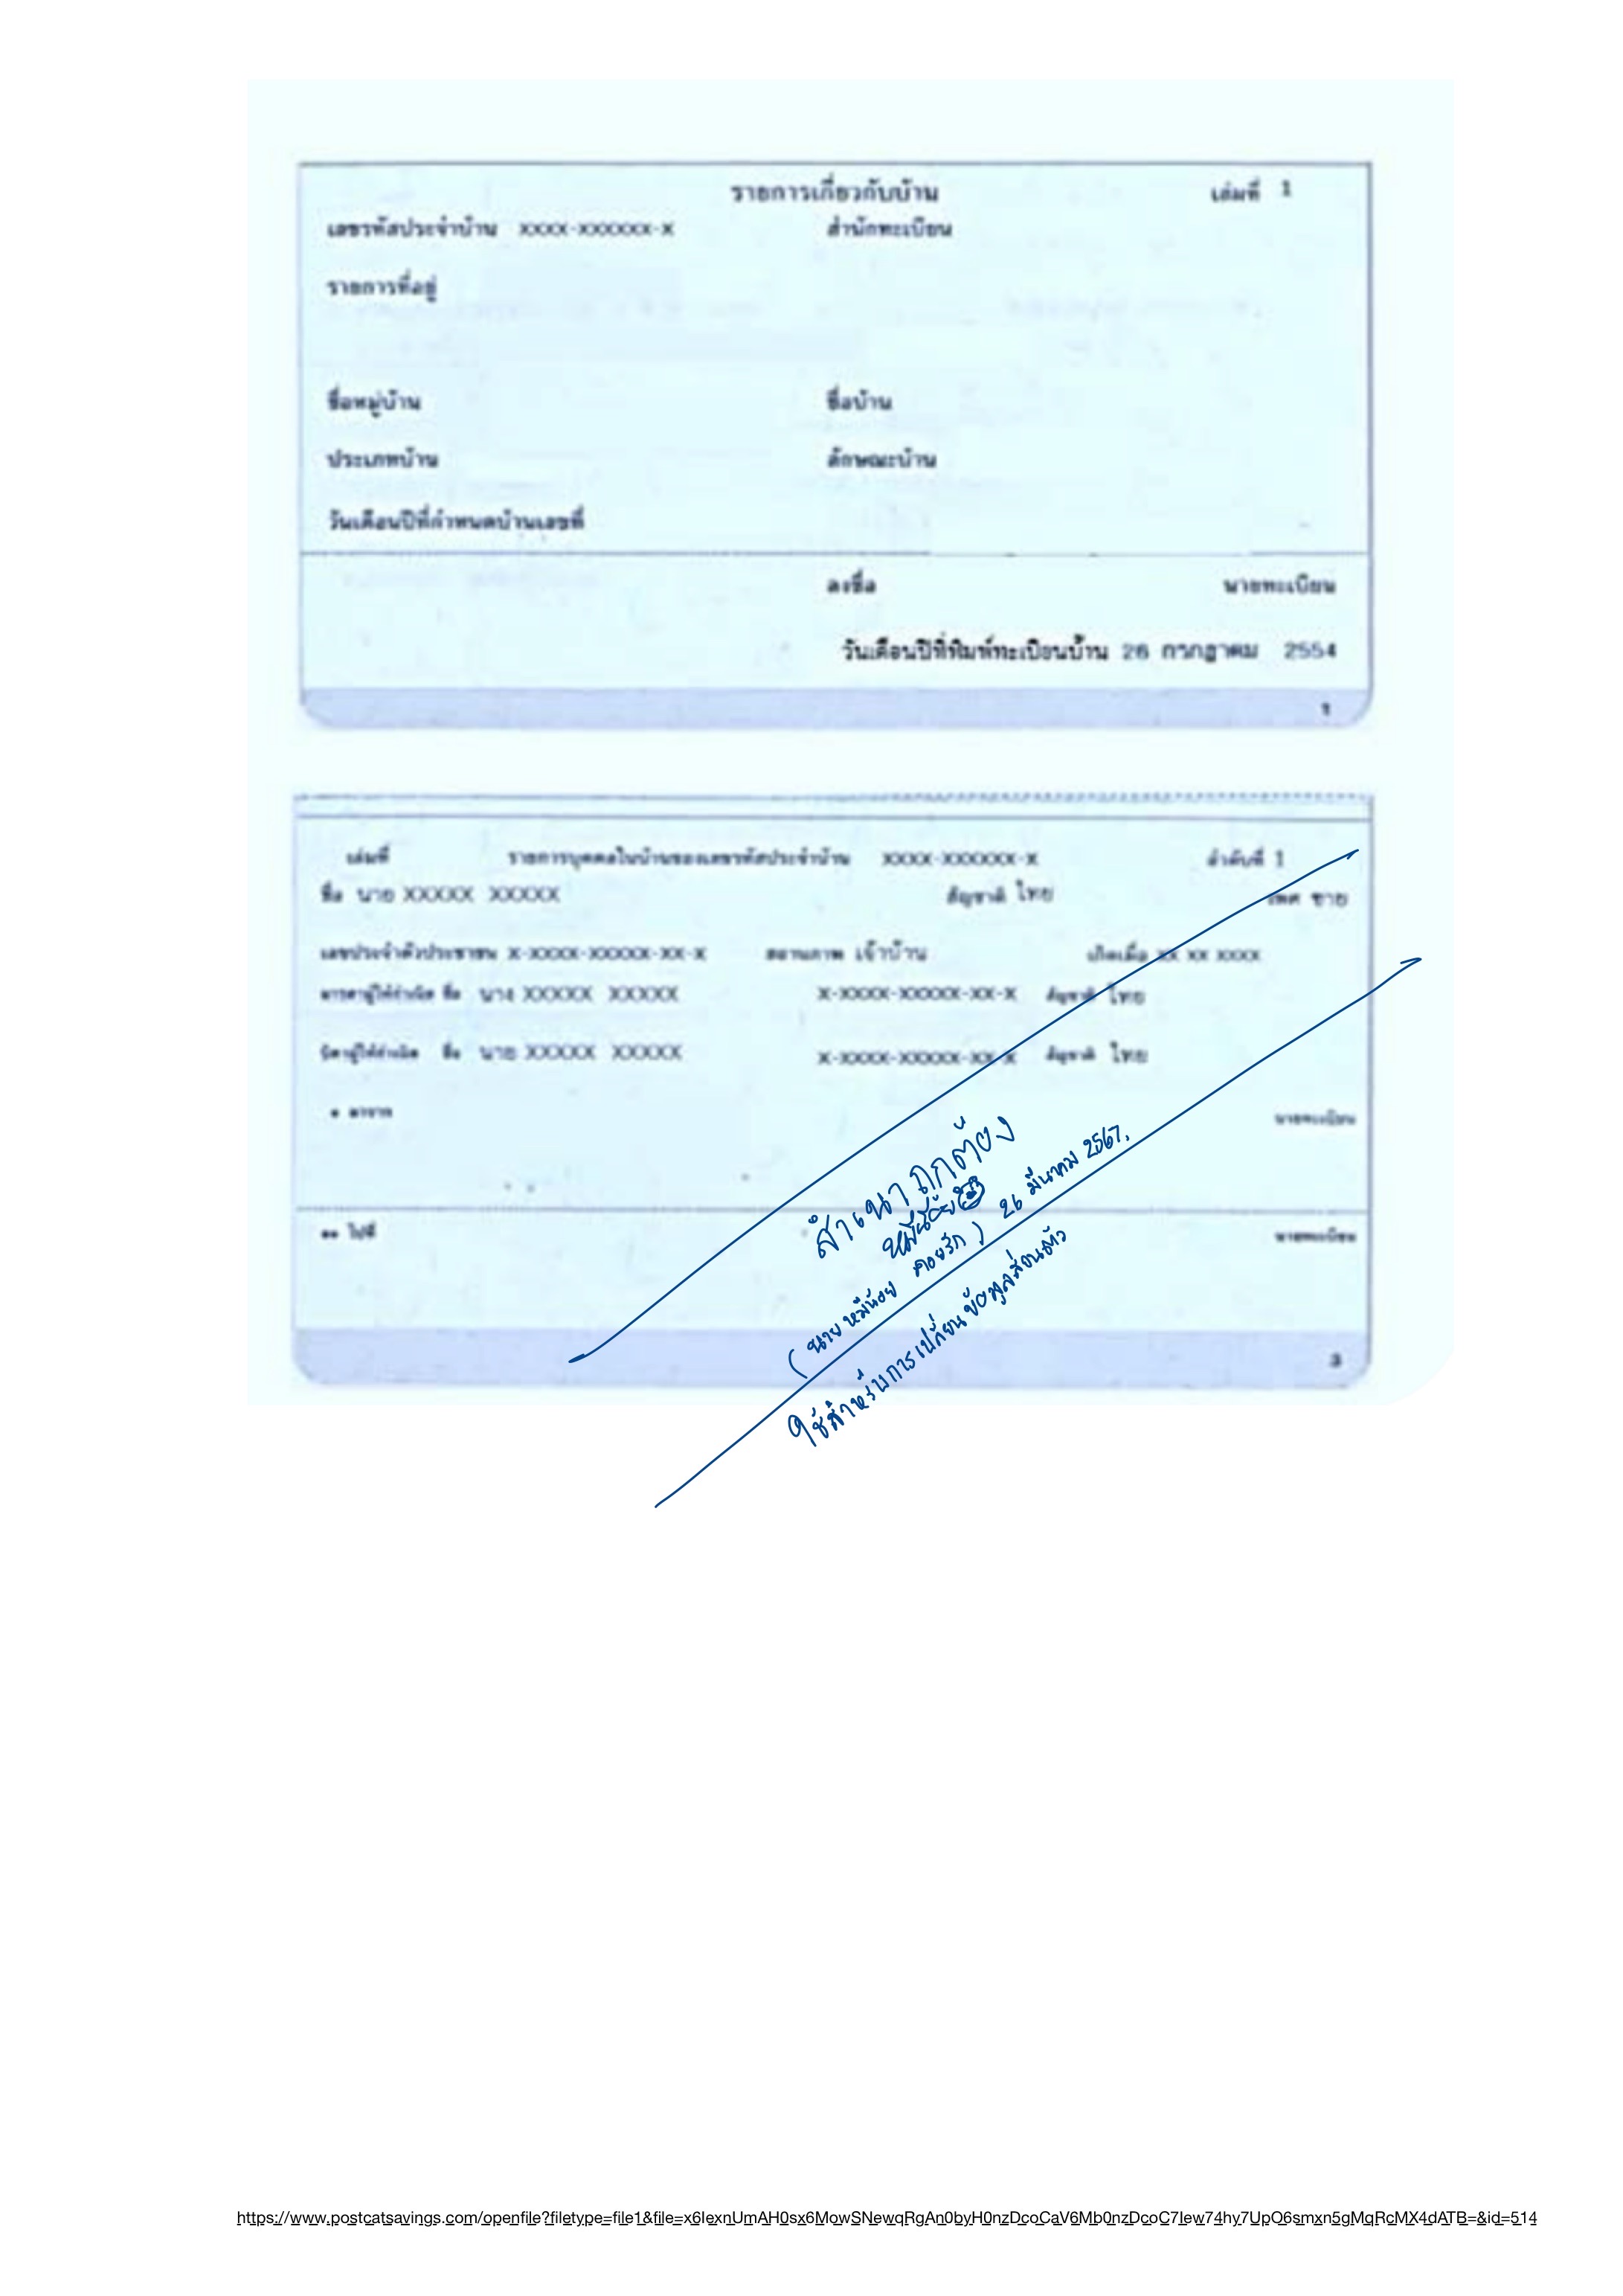 รายการเกี่ยวกับบ้าน เล่มที่ 1
เลขรหัสประจำบ้าน XXXX-XXXXXX-X สำนักทะเบียน
รายการที่อยู่
ชื่อหมู่บ้าน ชื่อบ้าน
ประเภทบ้าน ลักษณะบ้าน
วันเดือนปีที่กำหนดบ้านเลขที่
ลงชื่อ นายทะเบียน
วันเดือนปีที่พิมพ์ทะเบียนบ้าน 26 กรกฎาคม 2554
1
เล่มที่ รายการบุคคลในบ้านของเลขรหัสประจำบ้าน XXXX-XXXXXX-X ลำดับที่ 1
ชื่อ นาย XXXXX XXXXX สัญชาติ ไทย เพศ ชาย
เลขประจำตัวประชาชน X-XXXX-XXXXX-XX-X สถานภาพ เจ้าบ้าน เกิดเมื่อ XX XX XXXX
มารดาผู้ให้กำเนิด ชื่อ นาง XXXXX XXXXX X-XXXX-XXXXX-XX-X สัญชาติ ไทย
บิดาผู้ให้กำเนิด ชื่อ นาย XXXXX XXXXX X-XXXX-XXXXX-XX-X สัญชาติ ไทย
* มาจาก นายทะเบียน
** ไปที่ นายทะเบียน
3
สำเนาถูกต้อง
หมีน้อย
(นาย หมีน้อย คอยรัก) 26 มีนาคม 2567.
ใช้สำหรับการเปลี่ยนข้อมูลส่วนตัว
https://www.postcatsavings.com/openfile?filetype=file1&file=x6IexnUmAH0sx6MowSNewqRgAn0byH0nzDcoCaV6Mb0nzDcoC7Iew74hy7UpO6smxn5gMqRcMX4dATB=&id=514